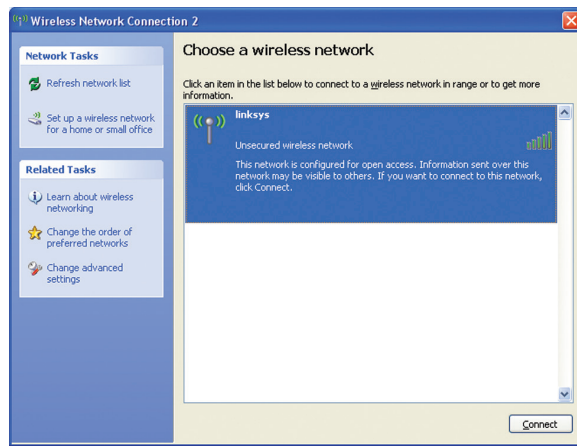 Wireless Network Connection 2
Network Tasks
Refresh network list
Set up a wireless network
for a home or small office
Related Tasks
Learn about wireless
networking
Change the order of
preferred networks
Change advanced
settings
Choose a wireless network
Click an item in the list below to connect to a wireless network in range or to get more
information.
linksys
Unsecured wireless network
This network is configured for open access. Information sent over this
network may be visible to others. If you want to connect to this network,
click Connect.
Connect